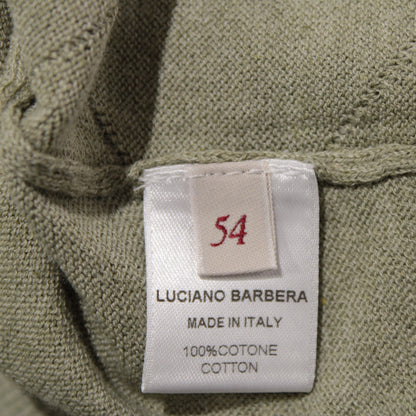 54
LUCIANO BARBERA
MADE IN ITALY
100%COTONE
COTTON